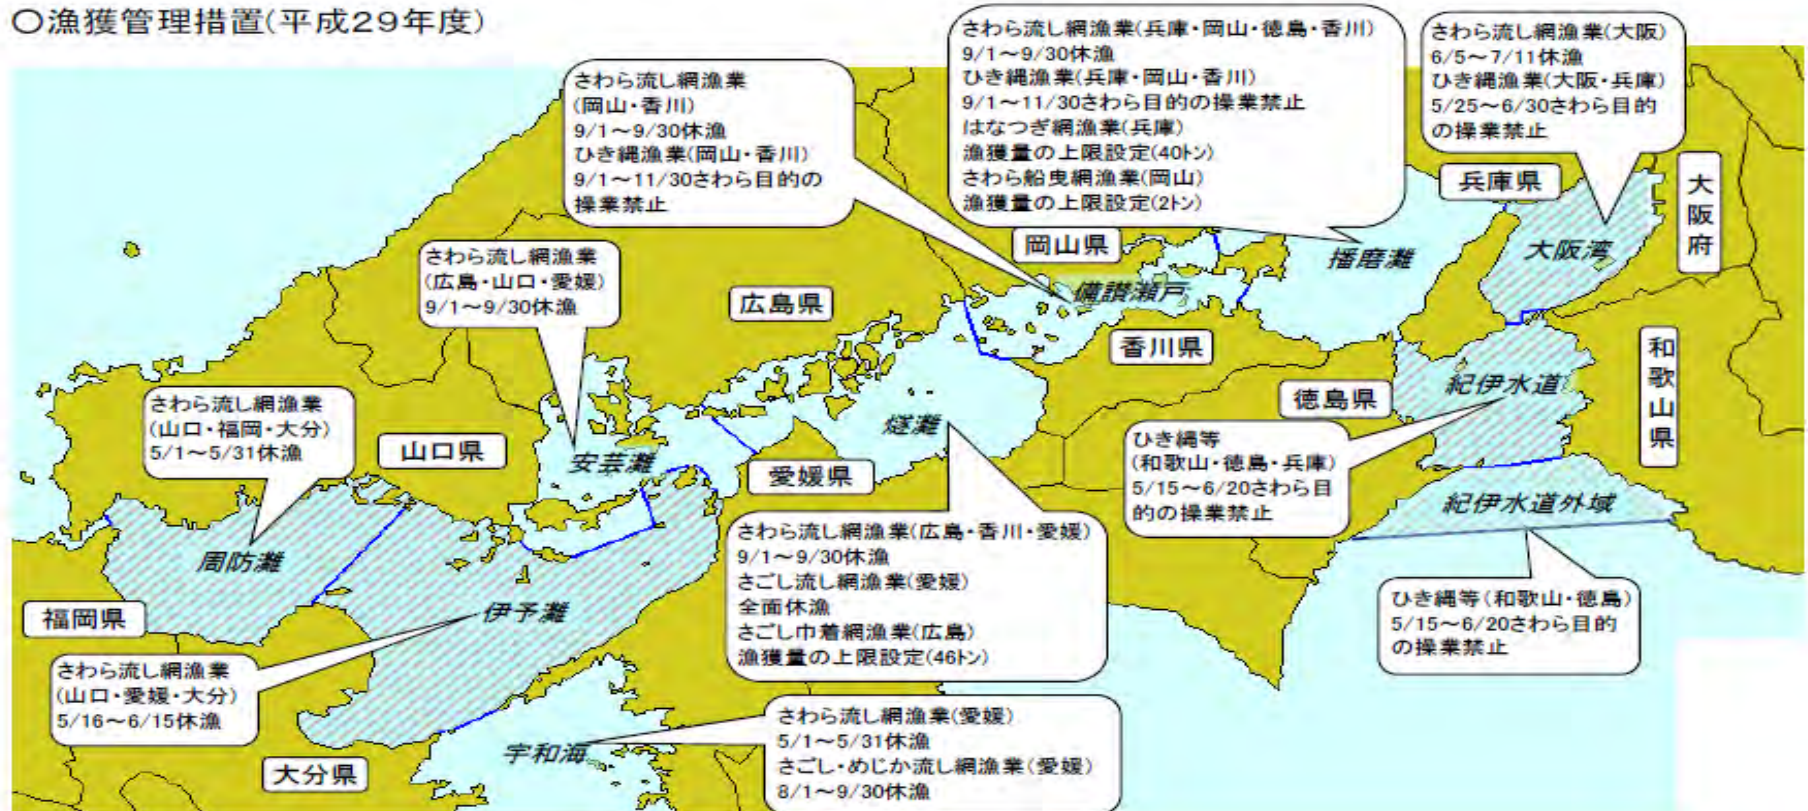 〇漁獲管理措置(平成29年度)
さわら流し網漁業
(岡山・香川)
9/1～9/30休漁
ひき縄漁業(岡山・香川)
9/1～11/30さわら目的の
操業禁止
さわら流し網漁業(兵庫・岡山・徳島・香川)
9/1～9/30休漁
ひき縄漁業(兵庫・岡山・香川)
9/1～11/30さわら目的の操業禁止
はなつぎ網漁業(兵庫)
漁獲量の上限設定(40トン)
さわら船曳網漁業(岡山)
漁獲量の上限設定(2トン)
さわら流し網漁業(大阪)
6/5～7/11休漁
ひき縄漁業(大阪・兵庫)
5/25～6/30さわら目的
の操業禁止
兵庫県
大阪府
岡山県
播磨灘
大阪湾
さわら流し網漁業
(広島・山口・愛媛)
9/1～9/30休漁
広島県
備讃瀬戸
香川県
和歌山県
徳島県
紀伊水道
さわら流し網漁業
(山口・福岡・大分)
5/1～5/31休漁
山口県
安芸灘
燧灘
愛媛県
ひき縄等
(和歌山・徳島・兵庫)
5/15～6/20さわら目
的の操業禁止
紀伊水道外域
周防灘
さわら流し網漁業(広島・香川・愛媛)
9/1～9/30休漁
さごし流し網漁業(愛媛)
全面休漁
さごし巾着網漁業(広島)
漁獲量の上限設定(46トン)
ひき縄等(和歌山・徳島)
5/15～6/20さわら目的
の操業禁止
福岡県
伊予灘
さわら流し網漁業
(山口・愛媛・大分)
5/16～6/15休漁
さわら流し網漁業(愛媛)
5/1～5/31休漁
さごし・めじか流し網漁業(愛媛)
8/1～9/30休漁
宇和海
大分県